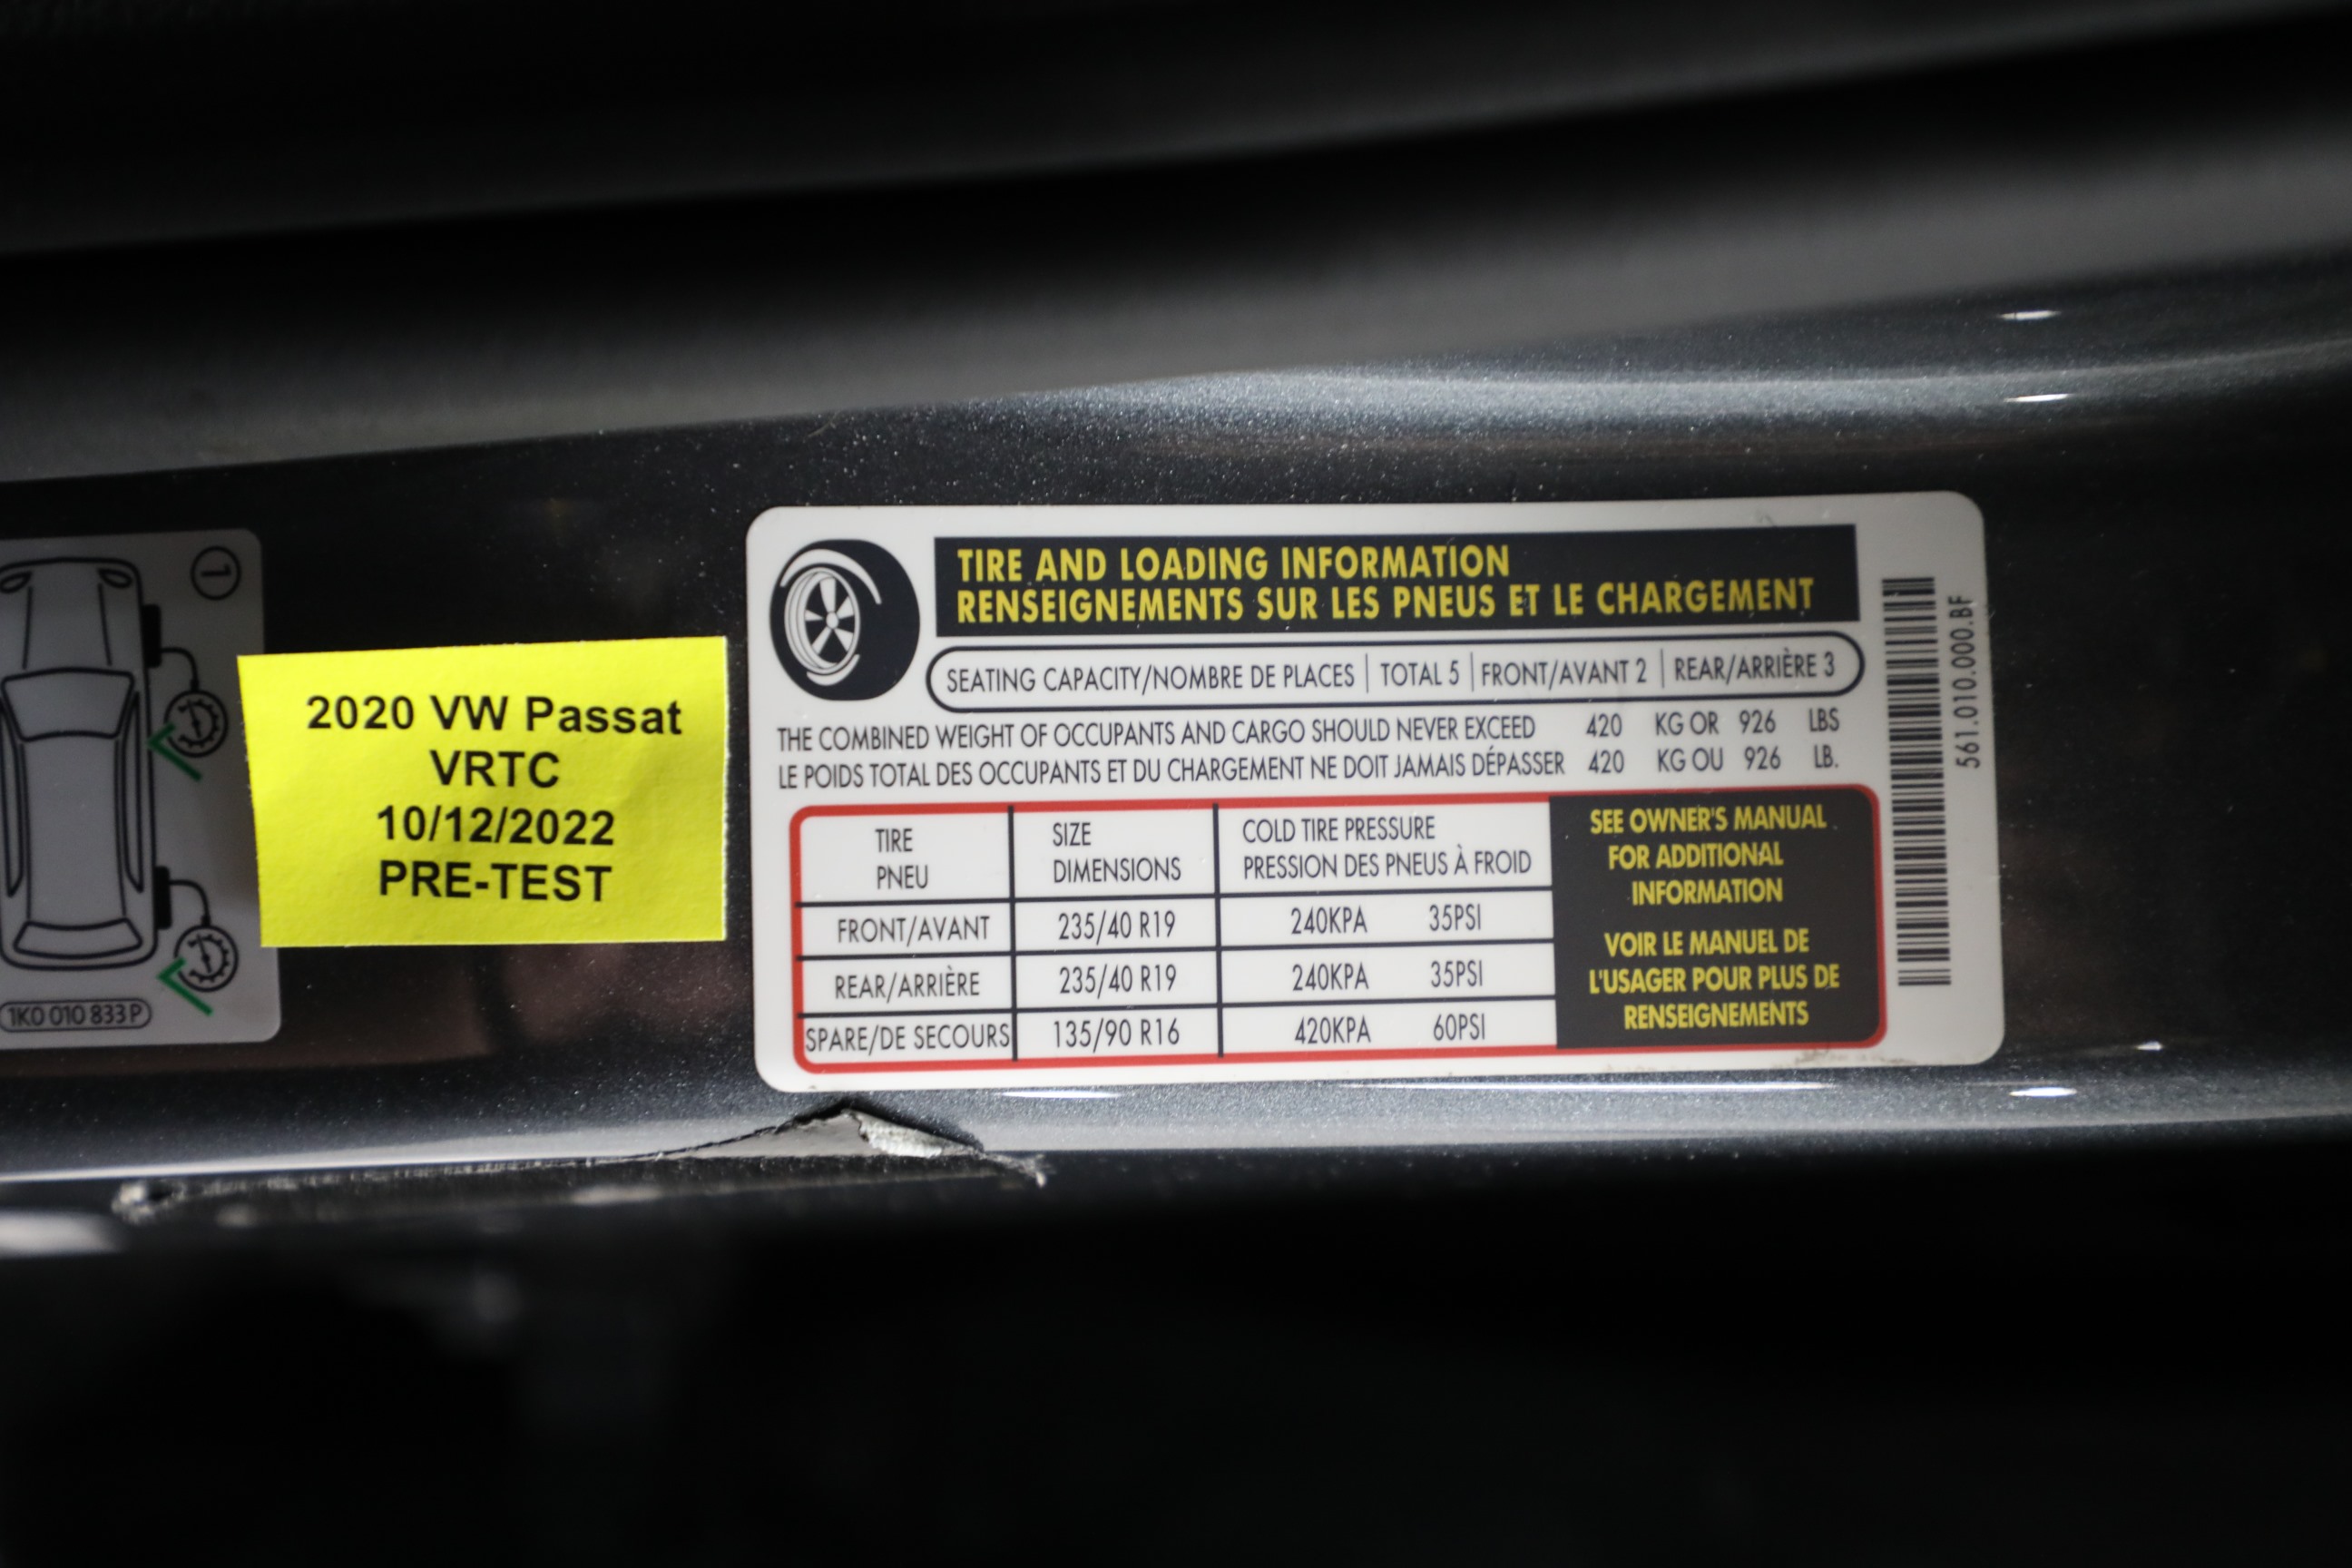 1
1K0 010 833 P
2020 VW Passat
VRTC
10/12/2022
PRE-TEST
TIRE AND LOADING INFORMATION
RENSEIGNEMENTS SUR LES PNEUS ET LE CHARGEMENT
SEATING CAPACITY/NOMBRE DE PLACES | TOTAL 5 | FRONT/AVANT 2 | REAR/ARRIÈRE 3
THE COMBINED WEIGHT OF OCCUPANTS AND CARGO SHOULD NEVER EXCEED 420 KG OR 926 LBS
LE POIDS TOTAL DES OCCUPANTS ET DU CHARGEMENT NE DOIT JAMAIS DÉPASSER 420 KG OU 926 LB.
TIRE SIZE COLD TIRE PRESSURE
PNEU DIMENSIONS PRESSION DES PNEUS À FROID
FRONT/AVANT 235/40 R19 240KPA 35PSI
REAR/ARRIÈRE 235/40 R19 240KPA 35PSI
SPARE/DE SECOURS 135/90 R16 420KPA 60PSI
SEE OWNER'S MANUAL
FOR ADDITIONAL
INFORMATION
VOIR LE MANUEL DE
L'USAGER POUR PLUS DE
RENSEIGNEMENTS
561.010.000.BF